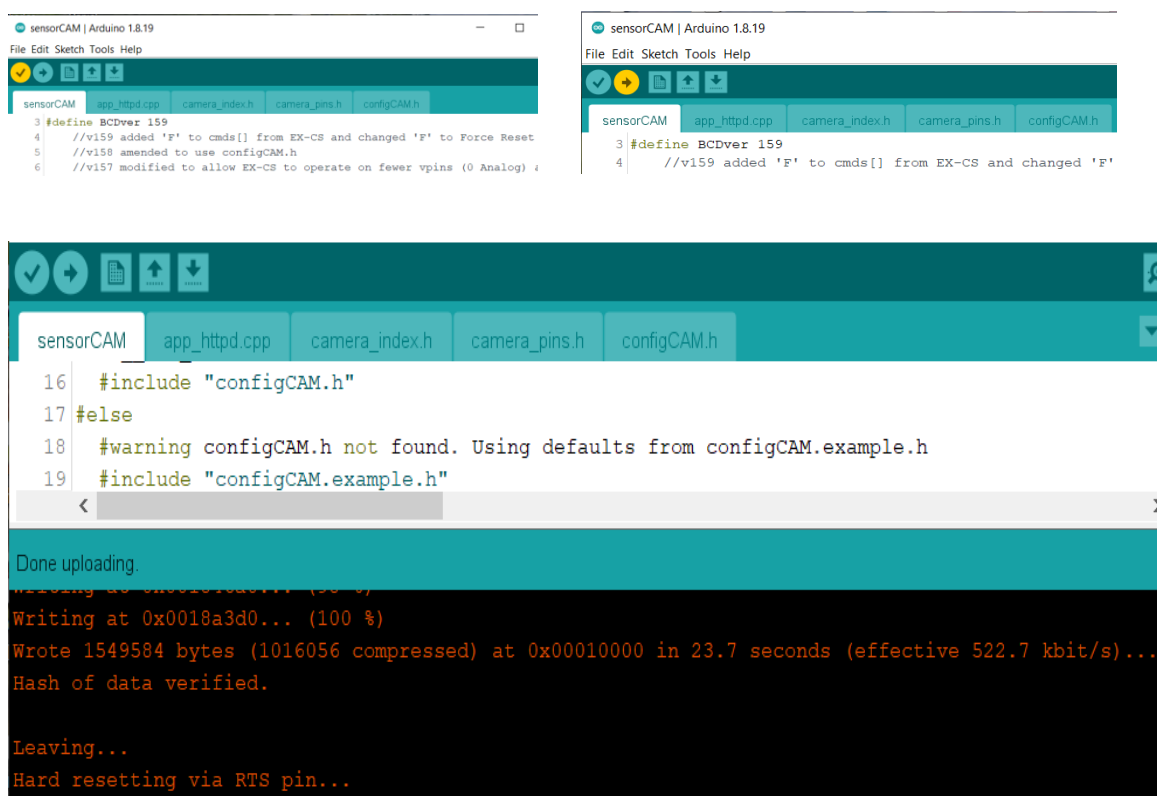 sensorCAM | Arduino 1.8.19
File Edit Sketch Tools Help
sensorCAM app_httpd.cpp camera_index.h camera_pins.h configCAM.h
3 #define BCDver 159
4 //v159 added 'F' to cmds[] from EX-CS and changed 'F' to Force Reset
5 //v158 amended to use configCAM.h
6 //v157 modified to allow EX-CS to operate on fewer vpins (0 Analog)
sensorCAM | Arduino 1.8.19
File Edit Sketch Tools Help
sensorCAM app_httpd.cpp camera_index.h camera_pins.h configCAM.h
3 #define BCDver 159
4 //v159 added 'F' to cmds[] from EX-CS and changed 'F'
sensorCAM app_httpd.cpp camera_index.h camera_pins.h configCAM.h
16 #include "configCAM.h"
17 #else
18 #warning configCAM.h not found. Using defaults from configCAM.example.h
19 #include "configCAM.example.h"
Done uploading.
Writing at 0x0018a3d0... (100 %)
Wrote 1549584 bytes (1016056 compressed) at 0x00010000 in 23.7 seconds (effective 522.7 kbit/s)...
Hash of data verified.
Leaving...
Hard resetting via RTS pin...